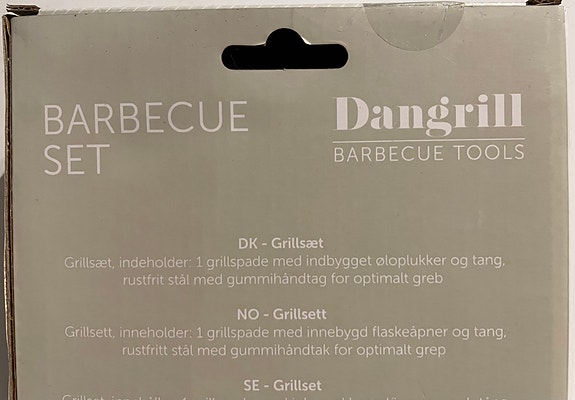 BARBECUE
SET
Dangrill
BARBECUE TOOLS
DK - Grillsæt
Grillsæt, indeholder: 1 grillspade med indbygget øloplukker og tang,
rustfrit stål med gummihåndtag for optimalt greb
NO - Grillsett
Grillsett, inneholder: 1 grillspade med innebygd flaskeåpner og tang,
rustfritt stål med gummihåndtak for optimalt grep
SE - Grillset